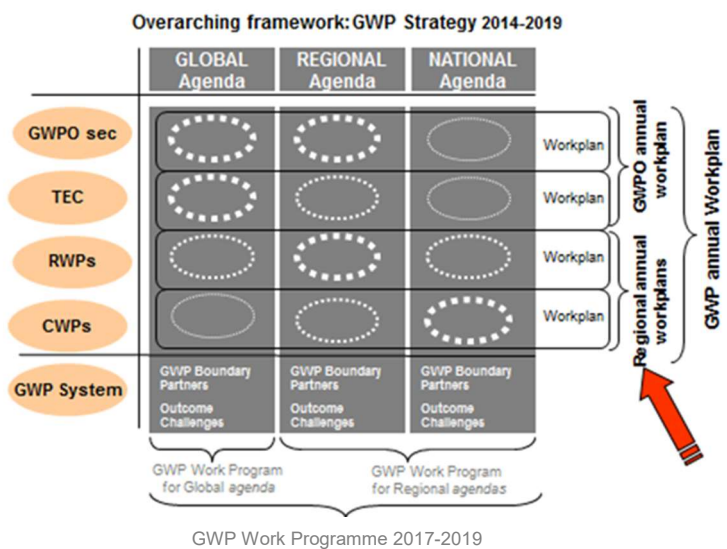 Overarching framework: GWP Strategy 2014-2019
GLOBAL
Agenda
REGIONAL
Agenda
NATIONAL
Agenda
GWPO sec
Workplan
TEC
Workplan
RWPs
Workplan
CWPs
Workplan
GWPO annual
workplan
Regional annual
workplans
GWP annual Workplan
GWP System
GWP Boundary
Partners
Outcome
Challenges
GWP Boundary
Partners
Outcome
Challenges
GWP Boundary
Partners
Outcome
Challenges
GWP Work Program
for Global agenda
GWP Work Program
for Regional agendas
GWP Work Programme 2017-2019